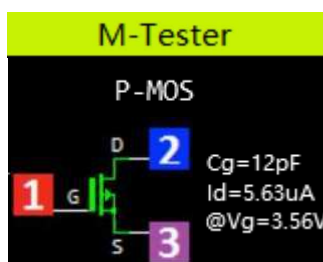 M-Tester
P-MOS
D 2
Cg=12pF
1 G
Id=5.63uA
@Vg=3.56V
S 3